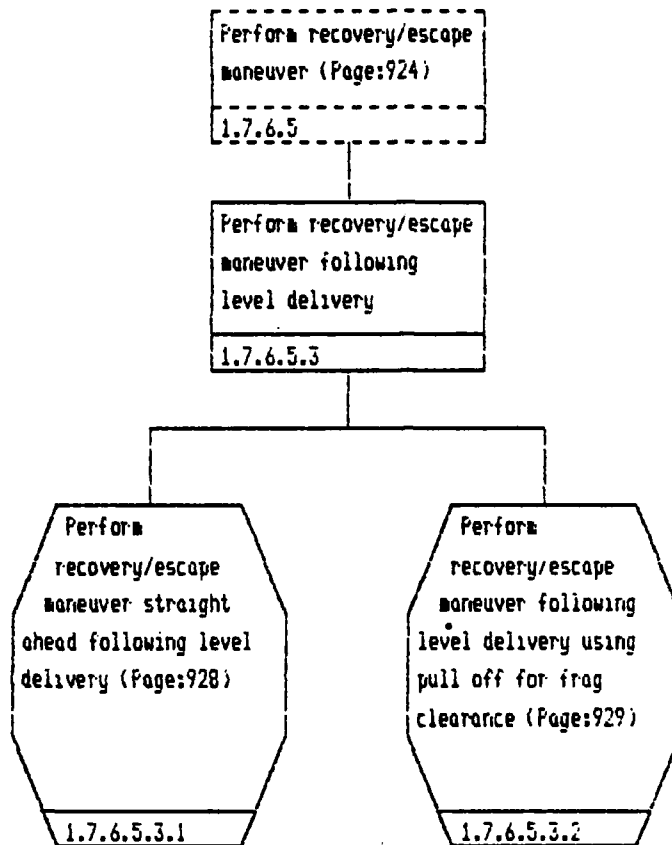 Perform recovery/escape
maneuver (Page:924)
1.7.6.5
Perform recovery/escape
maneuver following
level delivery
1.7.6.5.3
Perform
recovery/escape
maneuver straight
ahead following level
delivery (Page:928)
1.7.6.5.3.1
Perform
recovery/escape
maneuver following
level delivery using
pull off for frag
clearance (Page:929)
1.7.6.5.3.2